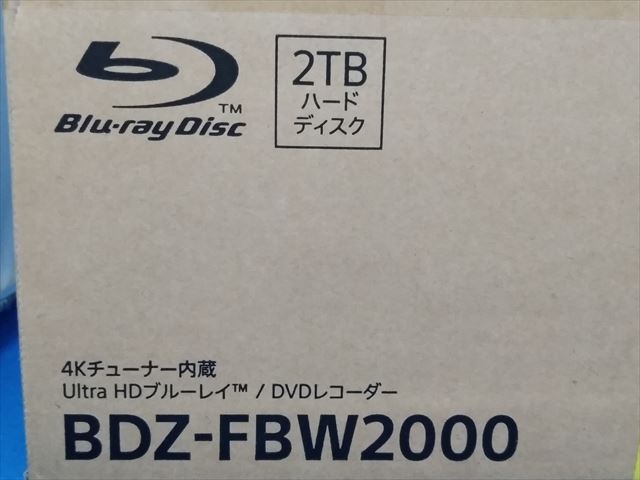 Blu-ray Disc™
2TB
ハード
ディスク
4Kチューナー内蔵
Ultra HDブルーレイ™ / DVDレコーダー
BDZ-FBW2000